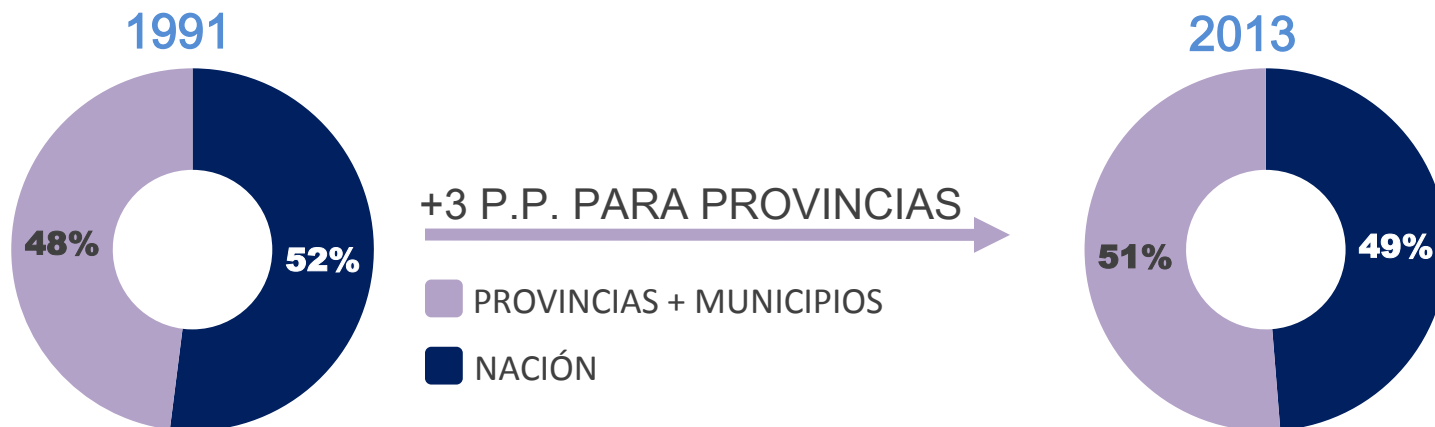 1991
2013
48%
52%
+3 P.P. PARA PROVINCIAS
PROVINCIAS + MUNICIPIOS
NACIÓN
51%
49%